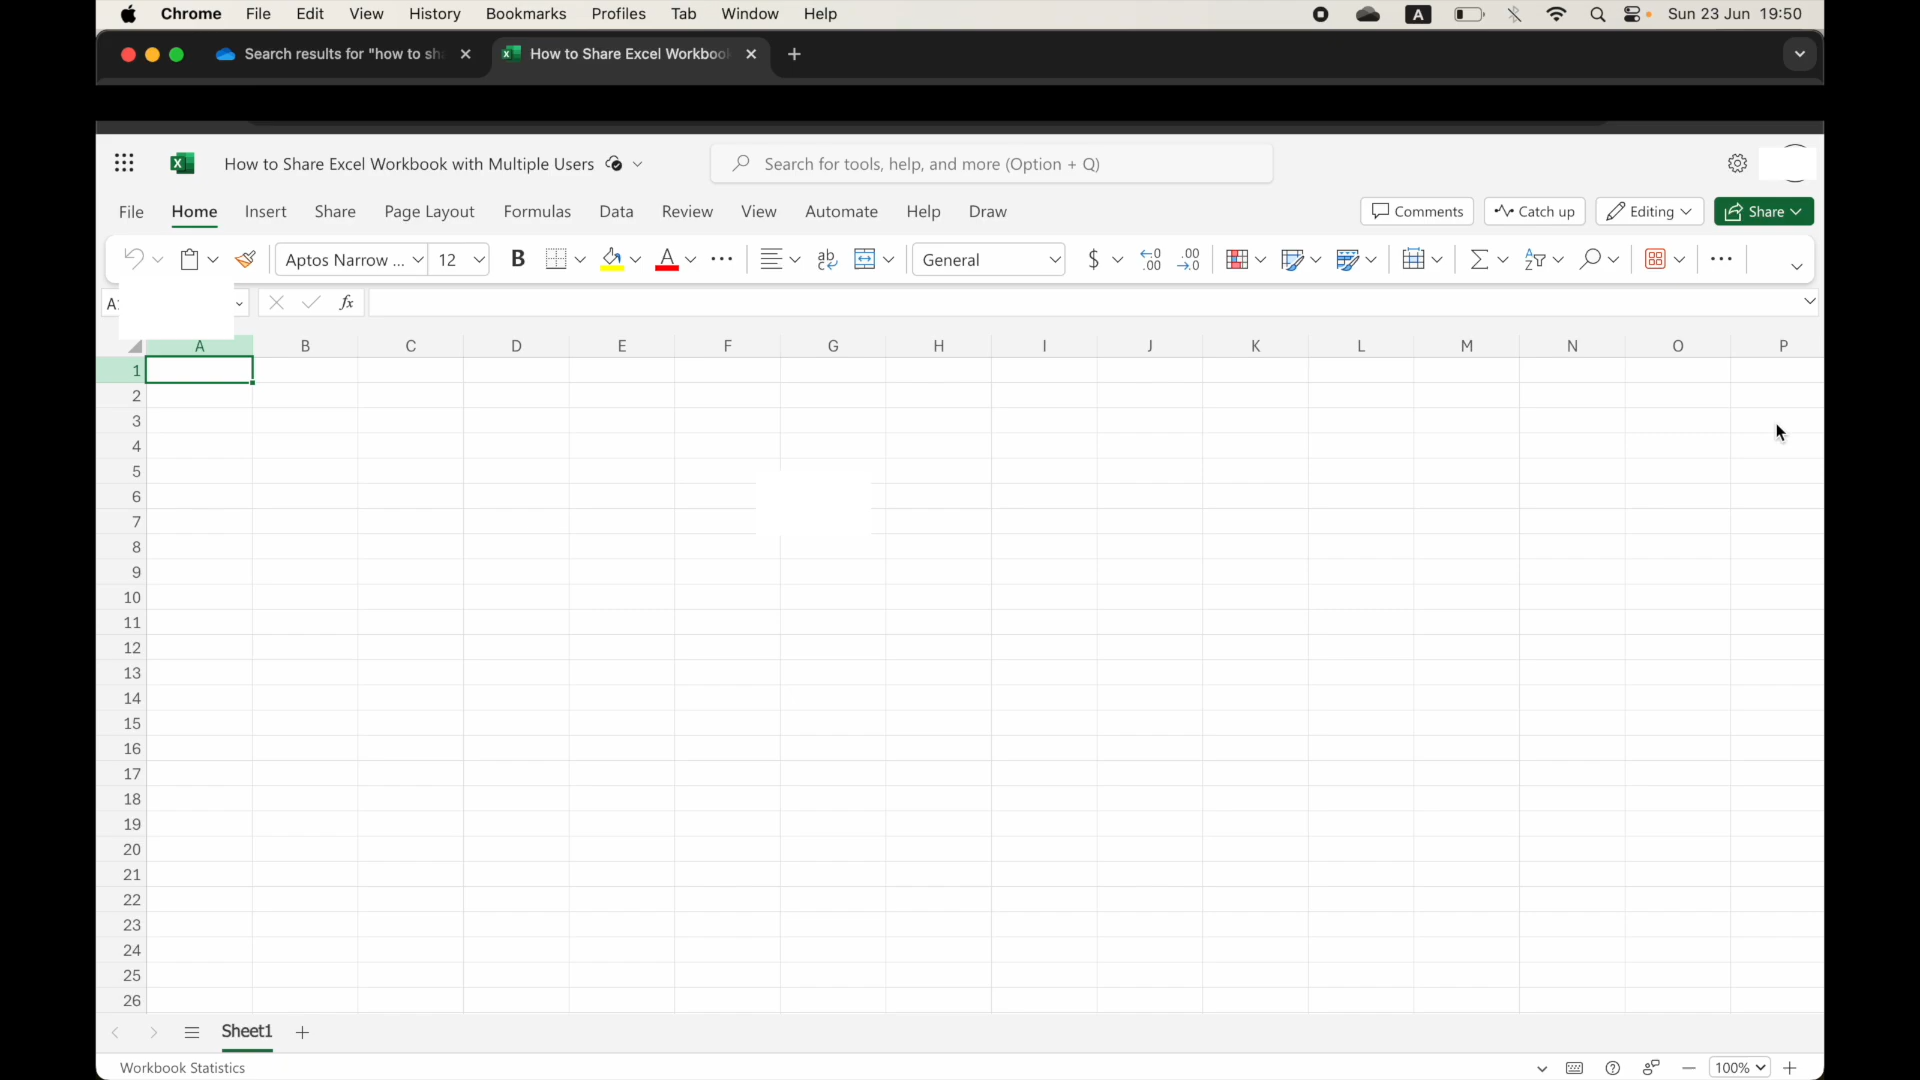 Chrome File Edit View History Bookmarks Profiles Tab Window Help A Sun 23 Jun 19:50
Search results for "how to sh How to Share Excel Workbook
How to Share Excel Workbook with Multiple Users Search for tools, help, and more (Option + Q)
File Home Insert Share Page Layout Formulas Data Review View Automate Help Draw Comments Catch up Editing Share
Aptos Narrow ... 12 B A ab General $ .00 .00
fx
A B C D E F G H I J K L M N O P
1
2
3
4
5
6
7
8
9
10
11
12
13
14
15
16
17
18
19
20
21
22
23
24
25
26
Sheet1
Workbook Statistics 100%